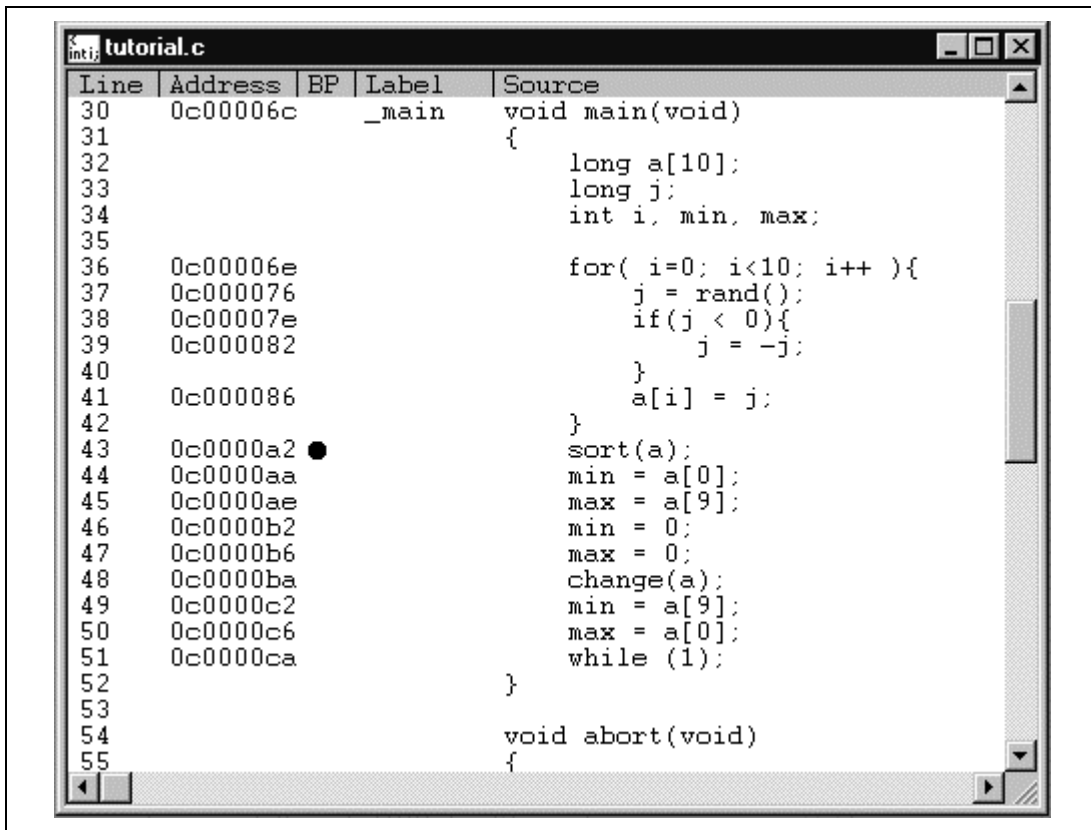 int i; tutorial.c
Line Address BP Label Source
30 0c00006c _main void main(void)
31 {
32 long a[10];
33 long j;
34 int i, min, max;
35
36 0c00006e for( i=0; i<10; i++ ){
37 0c000076 j = rand();
38 0c00007e if(j < 0){
39 0c000082 j = -j;
40 }
41 0c000086 a[i] = j;
42 }
43 0c0000a2 ● sort(a);
44 0c0000aa min = a[0];
45 0c0000ae max = a[9];
46 0c0000b2 min = 0;
47 0c0000b6 max = 0;
48 0c0000ba change(a);
49 0c0000c2 min = a[9];
50 0c0000c6 max = a[0];
51 0c0000ca while (1);
52 }
53
54 void abort(void)
55 {